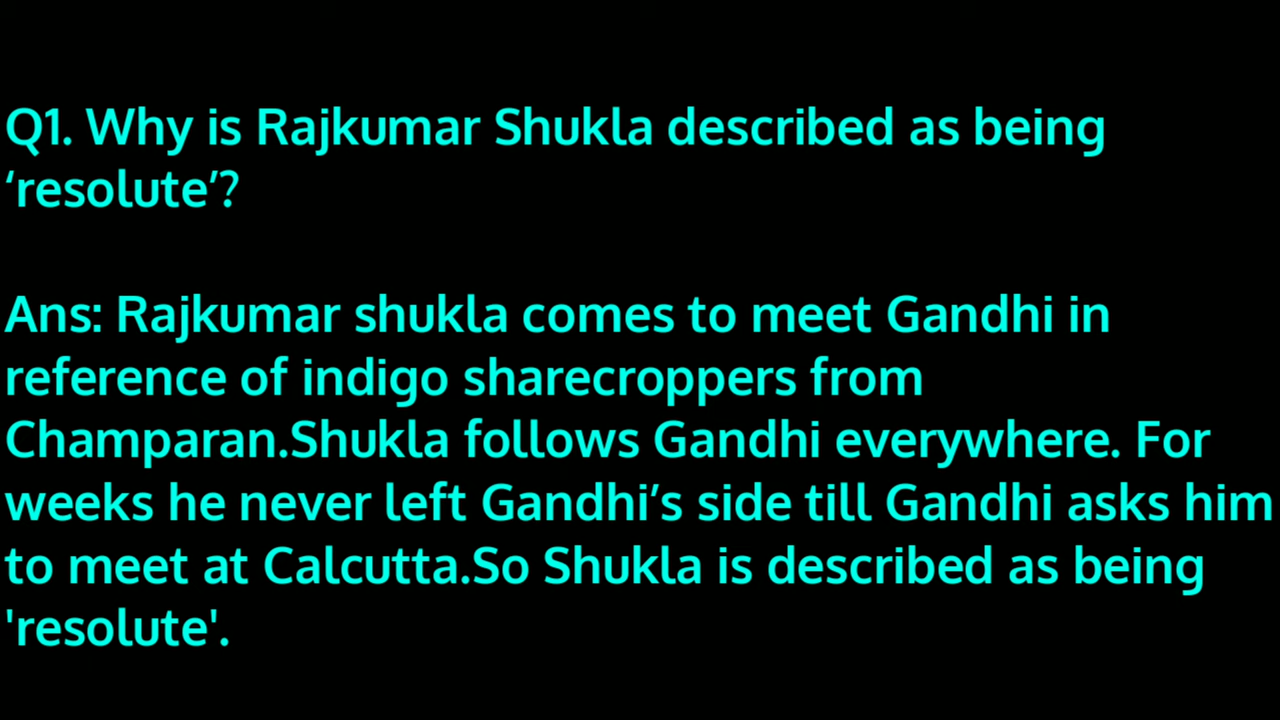 Q1. Why is Rajkumar Shukla described as being
‘resolute’?
Ans: Rajkumar shukla comes to meet Gandhi in
reference of indigo sharecroppers from
Champaran.Shukla follows Gandhi everywhere. For
weeks he never left Gandhi’s side till Gandhi asks him
to meet at Calcutta.So Shukla is described as being
'resolute'.